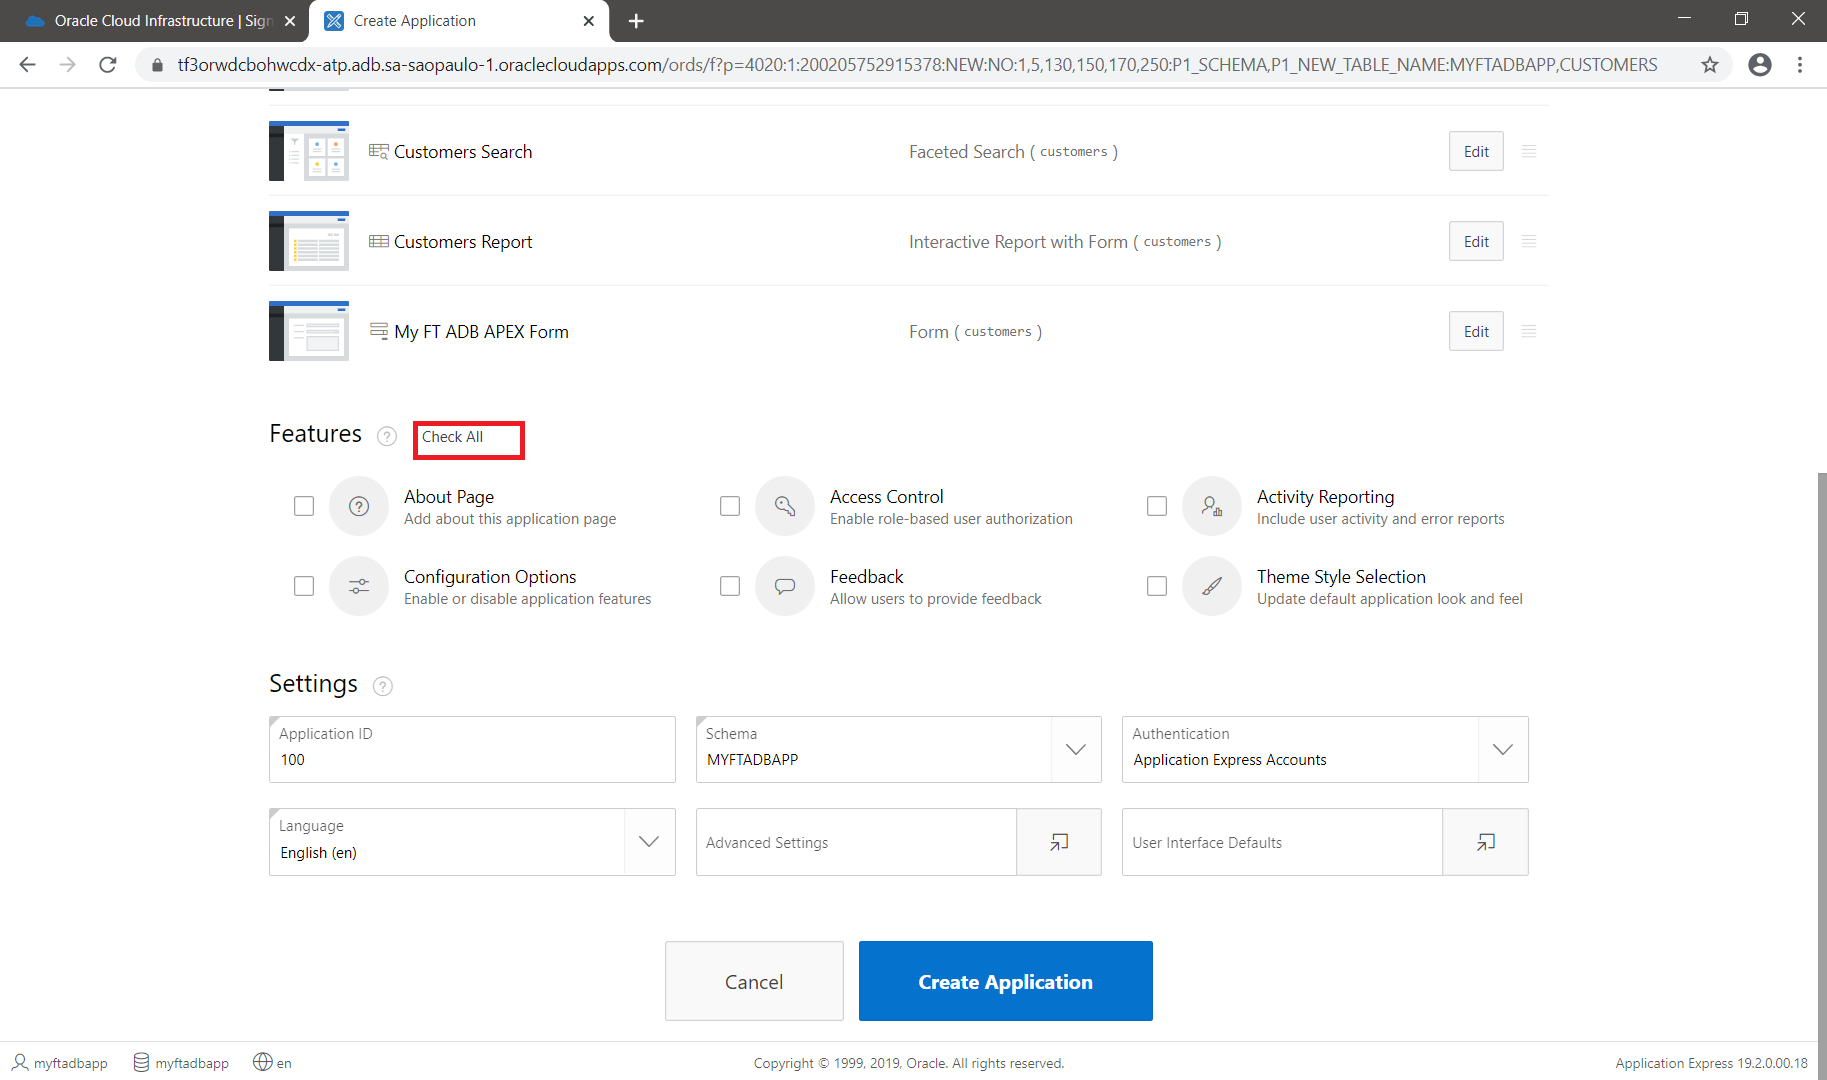 Oracle Cloud Infrastructure | Sign
Create Application
tf3orwdcbohwcdx-atp.adb.sa-saopaulo-1.oraclecloudapps.com/ords/f?p=4020:1:200205752915378:NEW:NO:1,5,130,150,170,250:P1_SCHEMA,P1_NEW_TABLE_NAME:MYFTADBAPP,CUSTOMERS
Customers Search Faceted Search ( customers ) Edit
Customers Report Interactive Report with Form ( customers ) Edit
My FT ADB APEX Form Form ( customers ) Edit
Features ? Check All
? About Page
Add about this application page
Access Control
Enable role-based user authorization
Activity Reporting
Include user activity and error reports
Configuration Options
Enable or disable application features
Feedback
Allow users to provide feedback
Theme Style Selection
Update default application look and feel
Settings ?
Application ID
100
Schema
MYFTADBAPP
Authentication
Application Express Accounts
Language
English (en)
Advanced Settings
User Interface Defaults
Cancel
Create Application
myftadbapp myftadbapp en Copyright © 1999, 2019, Oracle. All rights reserved. Application Express 19.2.0.00.18